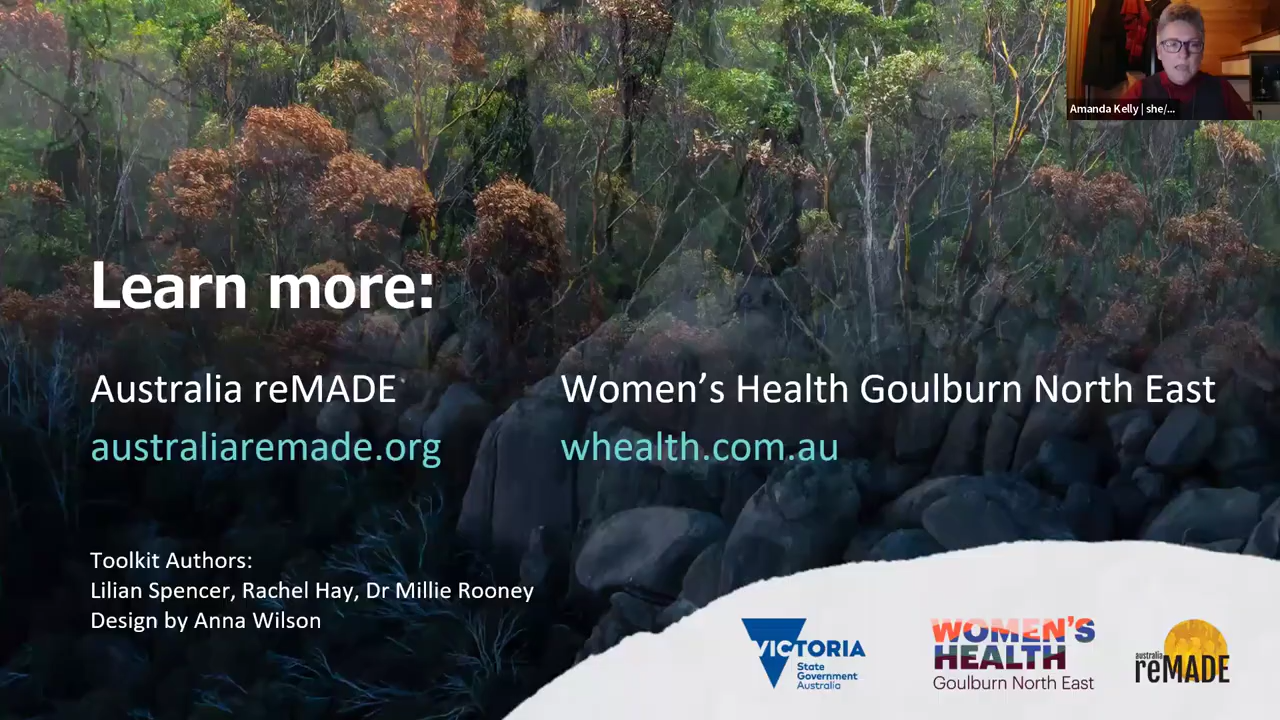 Amanda Kelly | she/...
Learn more:
Australia reMADE
australiaremade.org
Women's Health Goulburn North East
whealth.com.au
Toolkit Authors:
Lilian Spencer, Rachel Hay, Dr Millie Rooney
Design by Anna Wilson
VICTORIA
State
Government
Australia
WOMEN'S
HEALTH
Goulburn North East
australia
reMADE